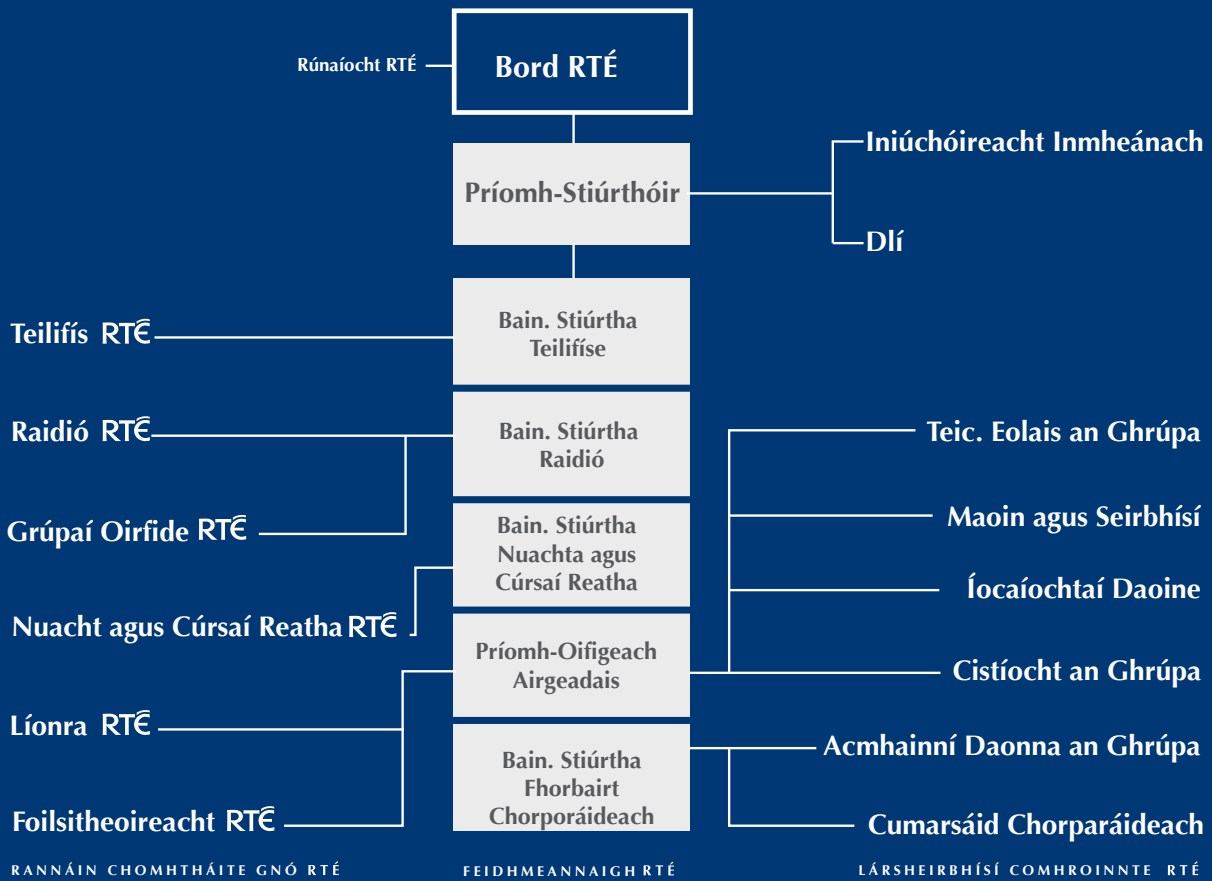 Rúnaíocht RTÉ
Bord RTÉ
Príomh-Stiúrthóir
Iniúchóireacht Inmheánach
Dlí
Teilifís RTÉ
Bain. Stiúrtha
Teilifíse
Raidió RTÉ
Bain. Stiúrtha
Raidió
Teic. Eolais an Ghrúpa
Grúpaí Oirfide RTÉ
Maoin agus Seirbhísí
Bain. Stiúrtha
Nuachta agus
Cúrsaí Reatha
Íocaíochtaí Daoine
Nuacht agus Cúrsaí Reatha RTÉ
Príomh-Oifigeach
Airgeadais
Cistíocht an Ghrúpa
Líonra RTÉ
Acmhainní Daonna an Ghrúpa
Bain. Stiúrtha
Fhorbairt
Chorporáideach
Foilsitheoireacht RTÉ
Cumarsáid Chorparáideach
RANNÁIN CHOMHTHÁITE GNÓ RTÉ
FEIDHMEANNAIGH RTÉ
LÁRSHEIRBHÍSÍ COMHROINNTE RTÉ